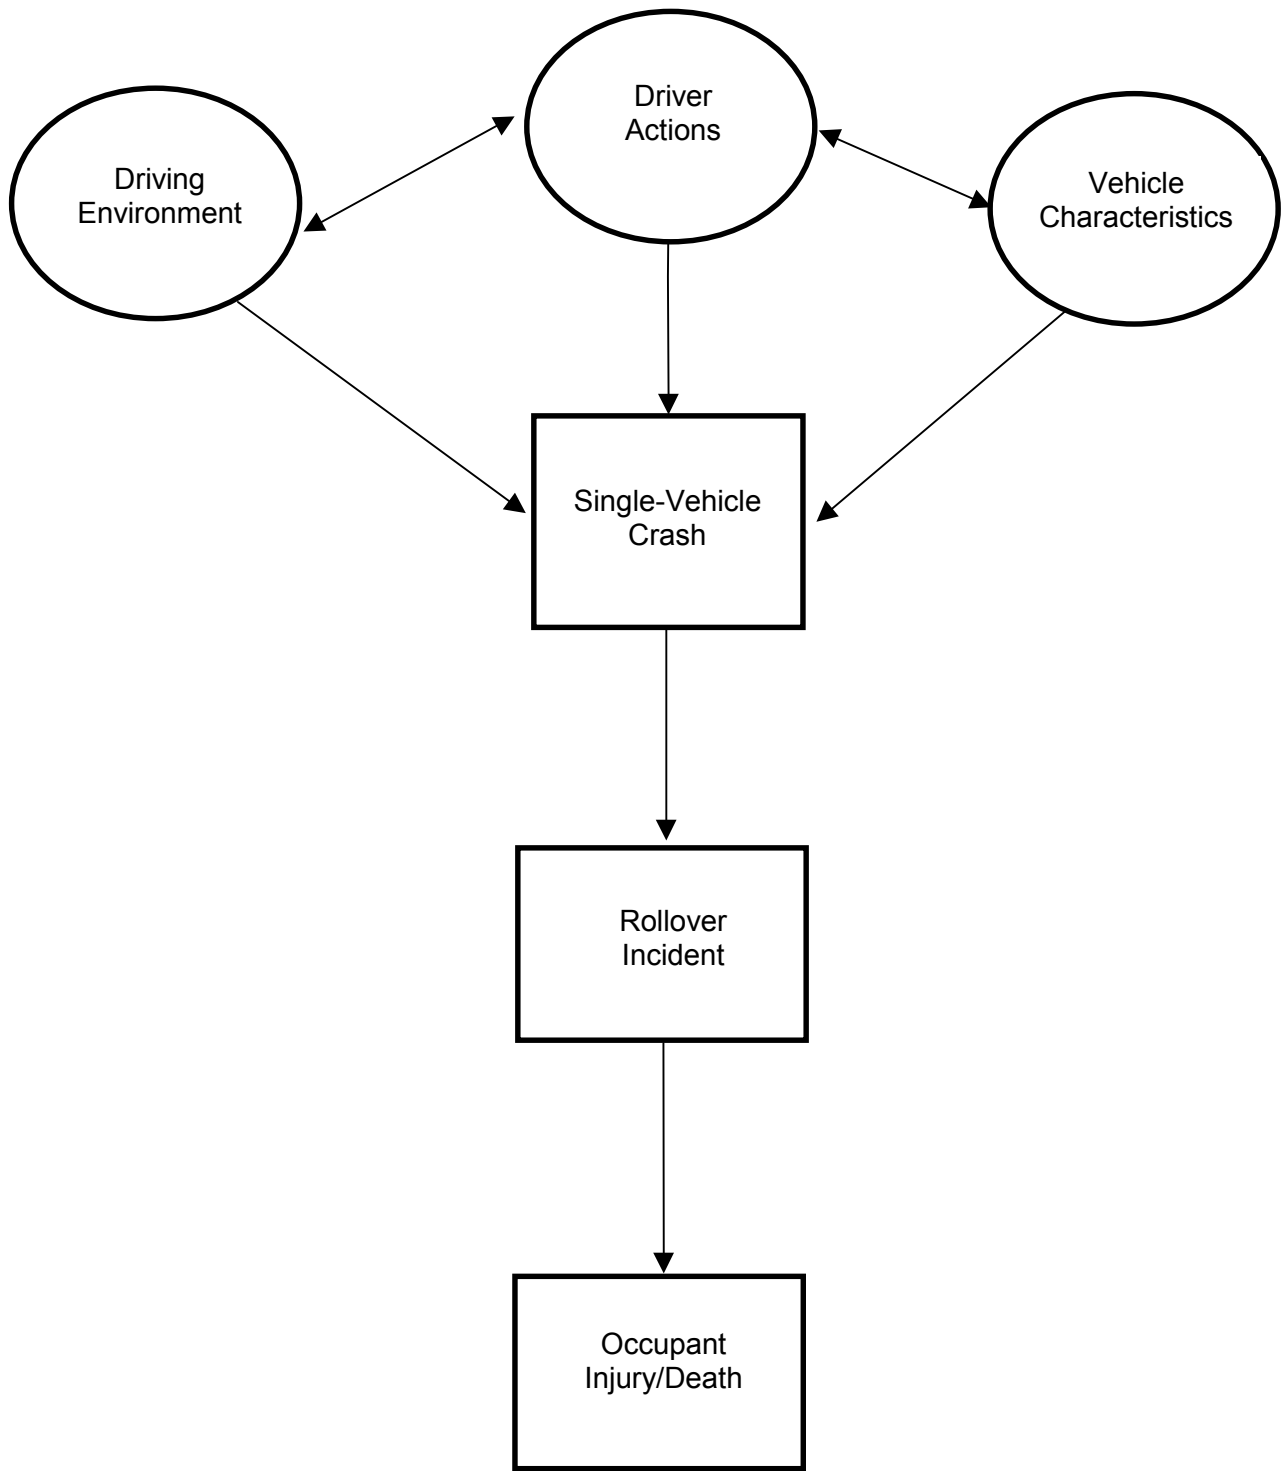 Driver
Actions
Driving
Environment
Vehicle
Characteristics
Single-Vehicle
Crash
Rollover
Incident
Occupant
Injury/Death